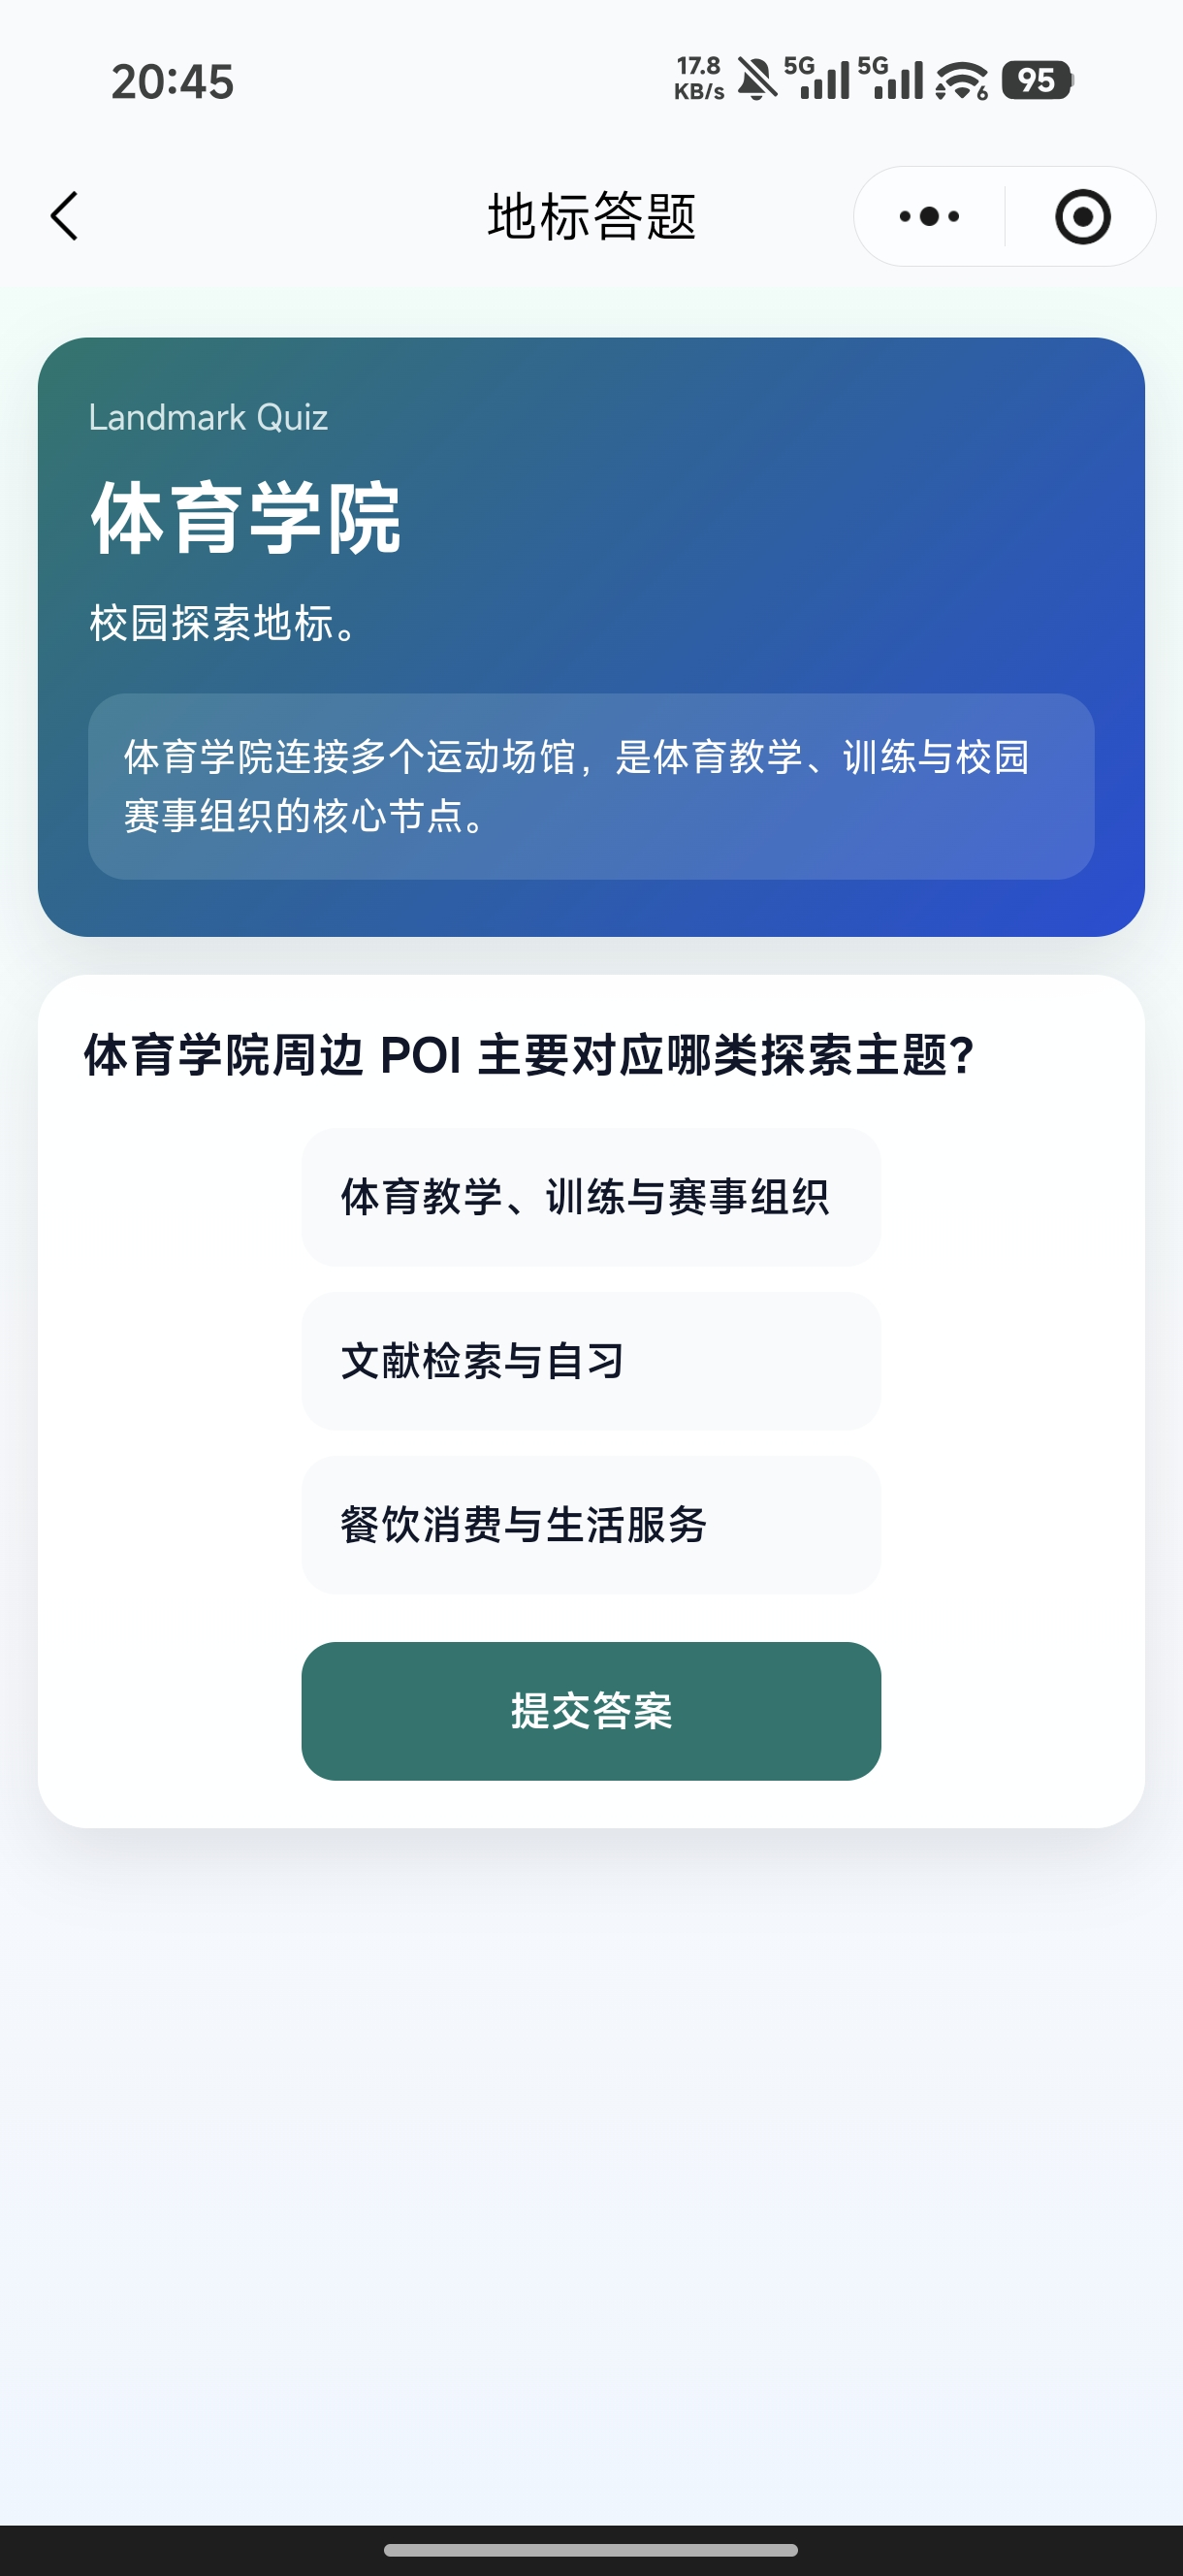 20:45
17.8
KB/s
5G
5G
6
95
地标答题
Landmark Quiz
体育学院
校园探索地标。
体育学院连接多个运动场馆，是体育教学、训练与校园
赛事组织的核心节点。
体育学院周边 POI 主要对应哪类探索主题?
体育教学、训练与赛事组织
文献检索与自习
餐饮消费与生活服务
提交答案